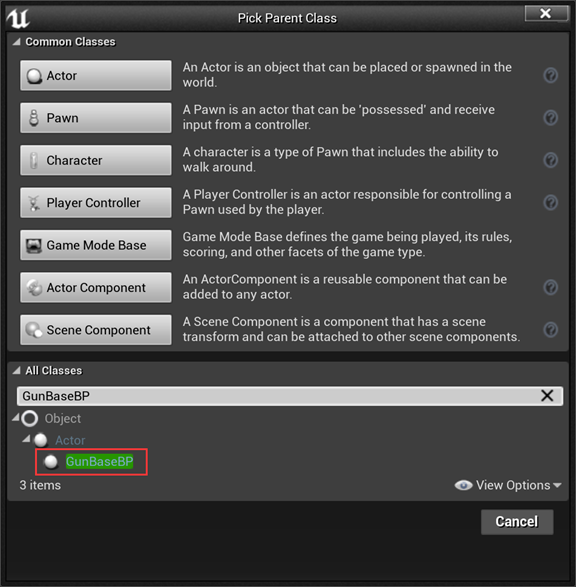 Pick Parent Class
Common Classes
Actor
An Actor is an object that can be placed or spawned in the
world.
Pawn
A Pawn is an actor that can be 'possessed' and receive
input from a controller.
Character
A character is a type of Pawn that includes the ability to
walk around.
Player Controller
A Player Controller is an actor responsible for controlling a
Pawn used by the player.
Game Mode Base
Game Mode Base defines the game being played, its rules,
scoring, and other facets of the game type.
Actor Component
An ActorComponent is a reusable component that can be
added to any actor.
Scene Component
A Scene Component is a component that has a scene
transform and can be attached to other scene components.
All Classes
GunBaseBP
Object
Actor
GunBaseBP
3 items
View Options
Cancel